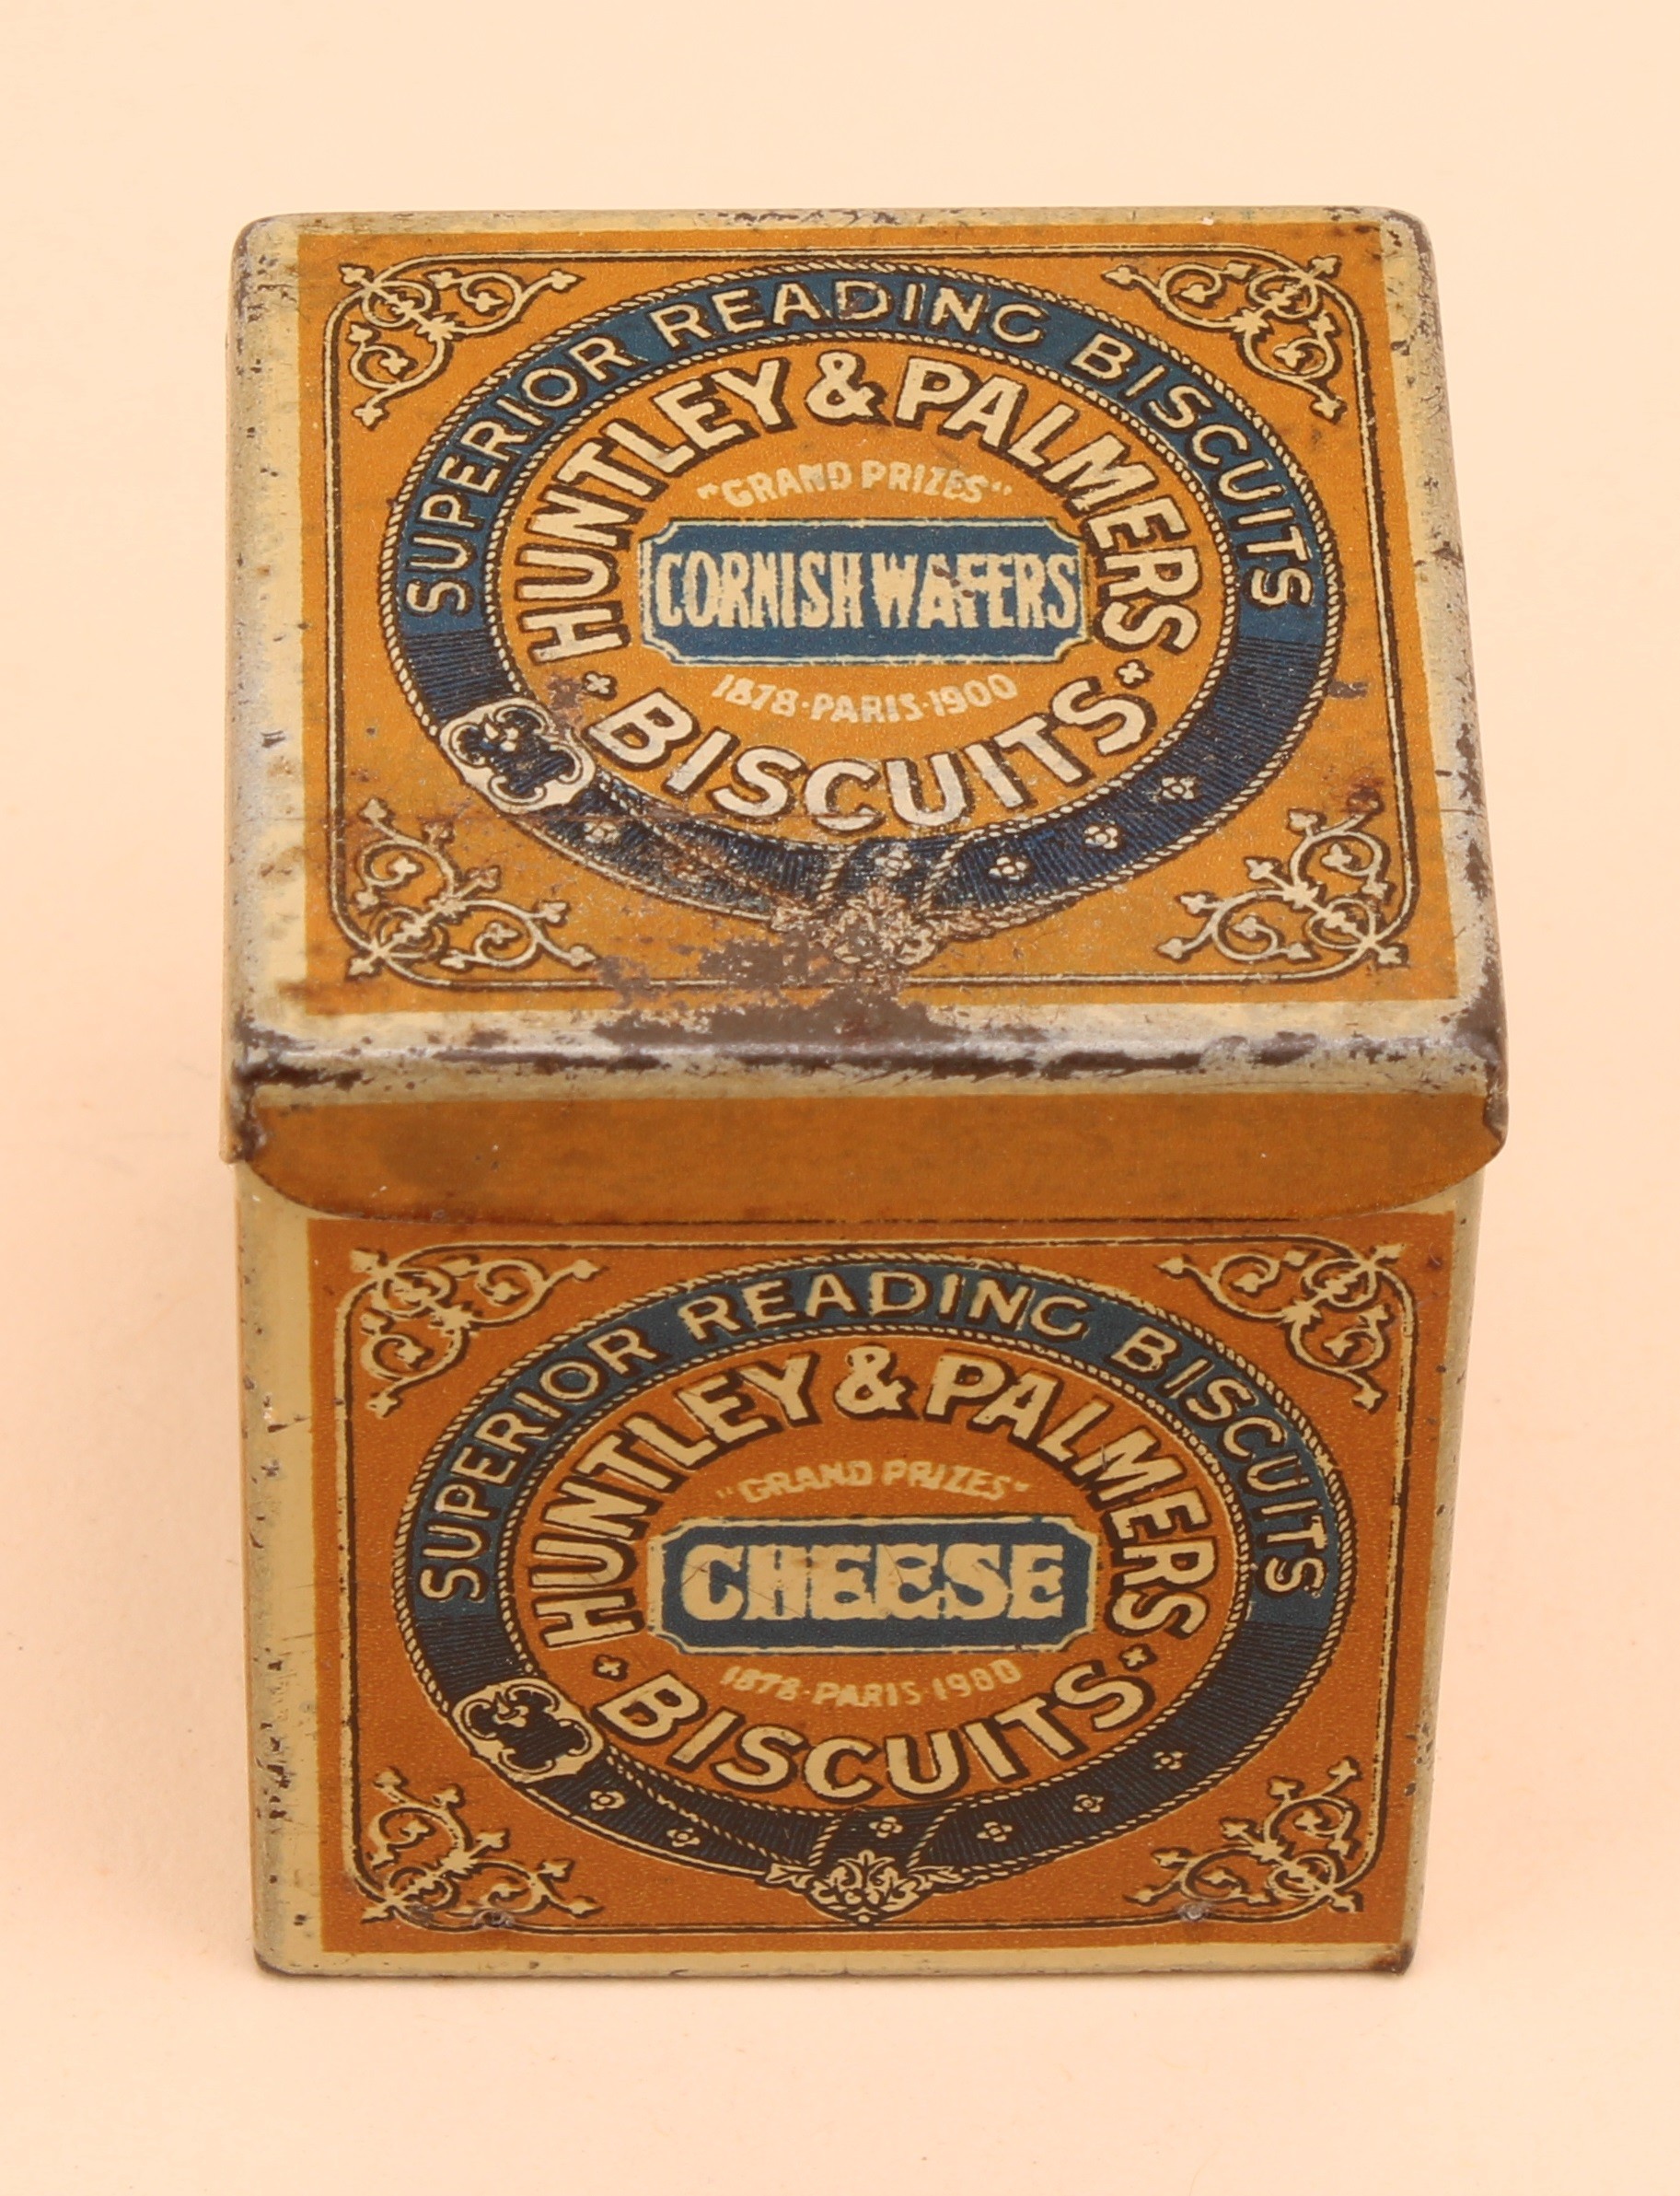 SUPERIOR READING BISCUITS
HUNTLEY & PALMERS
"GRAND PRIZES"
CORNISH WAFERS
1878·PARIS·1900
BISCUITS
SUPERIOR READING BISCUITS
HUNTLEY & PALMERS
"GRAND PRIZES"
CHEESE
1878·PARIS·1900
BISCUITS